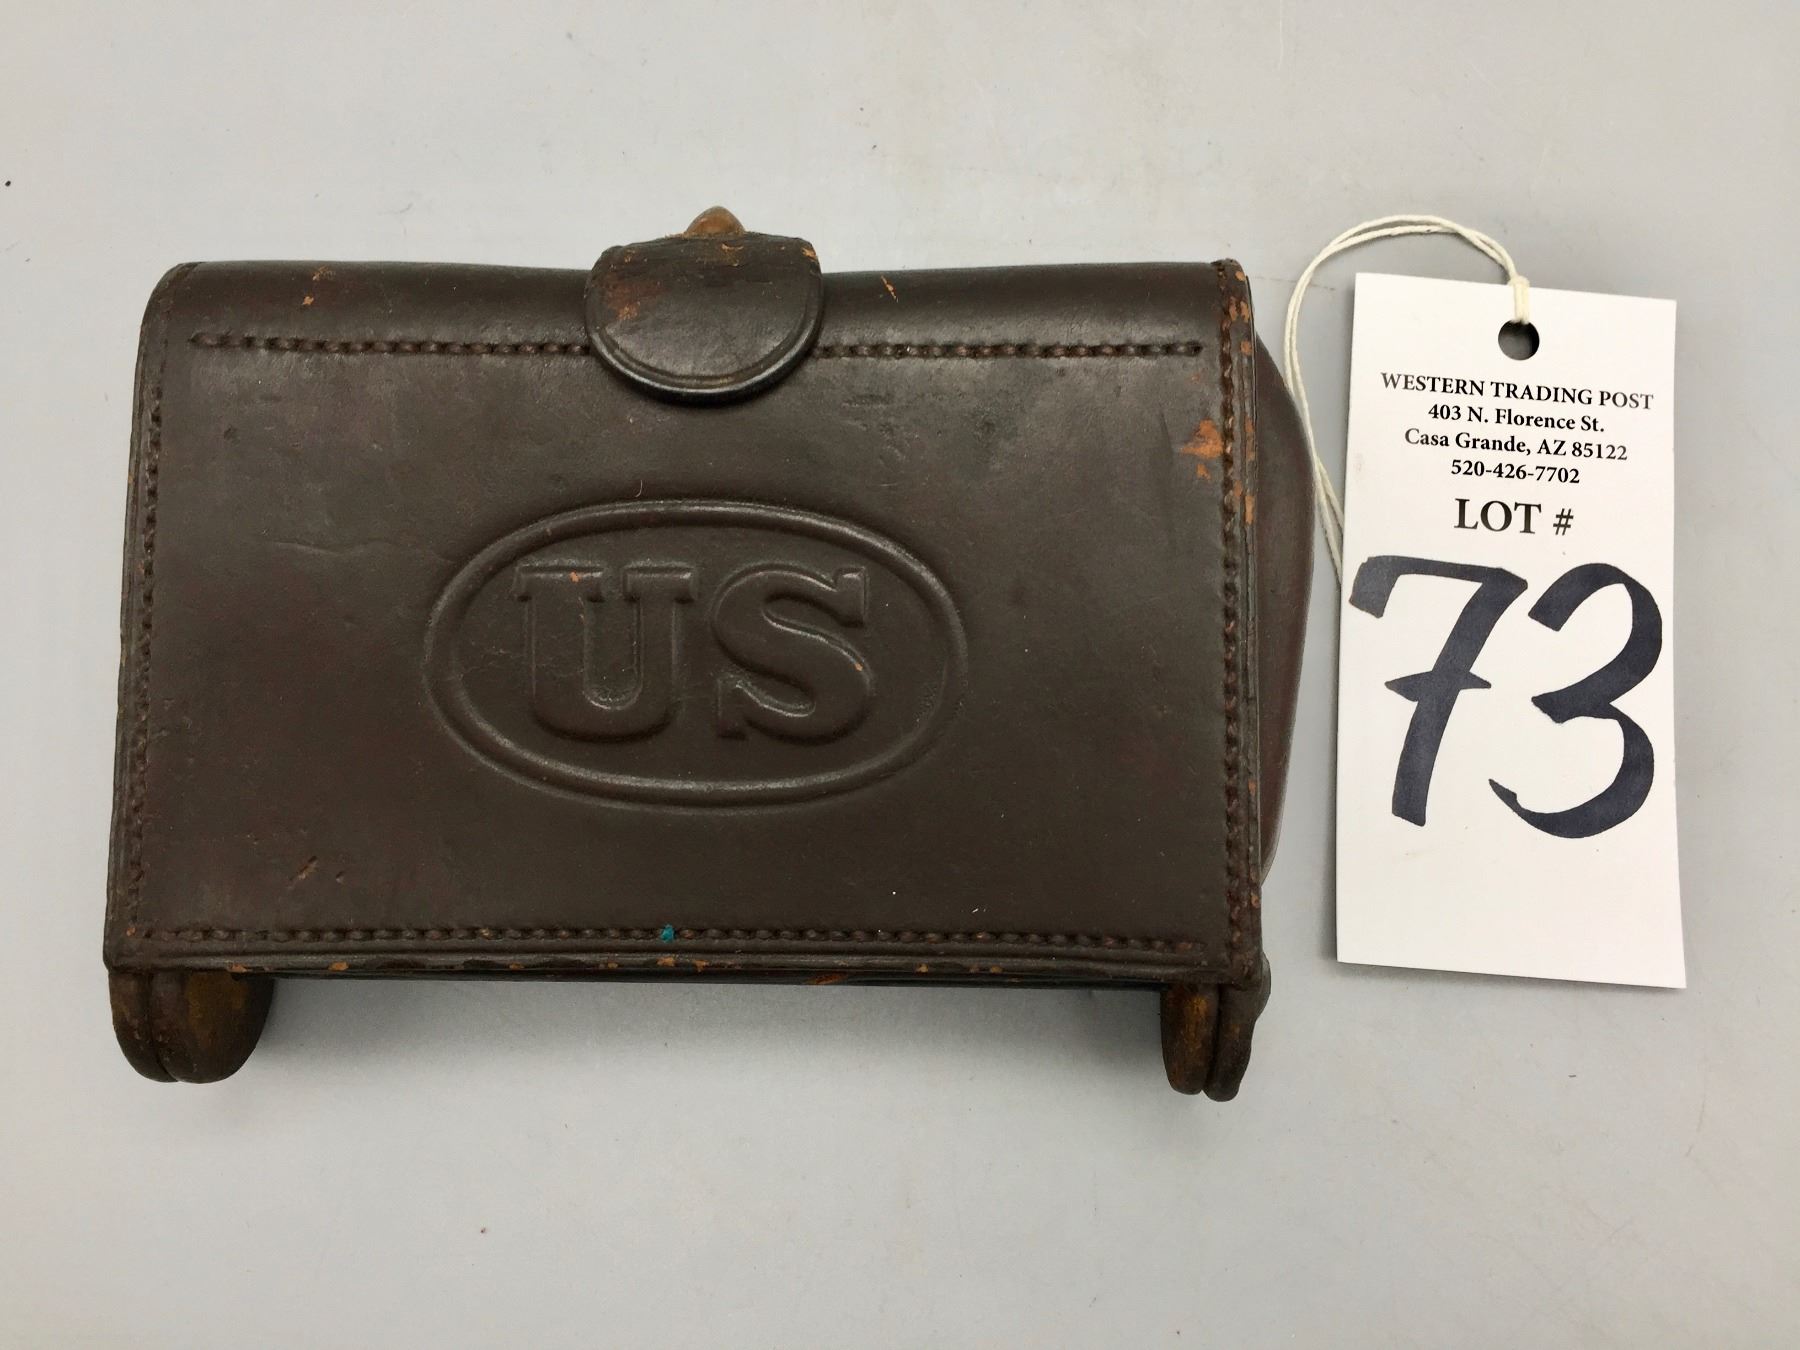 US
WESTERN TRADING POST
403 N. Florence St.
Casa Grande, AZ 85122
520-426-7702
LOT #
73